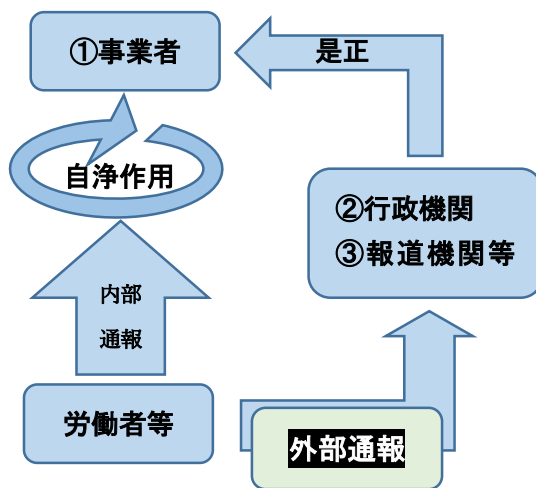 ①事業者
是正
自浄作用
②行政機関
③報道機関等
内部
通報
労働者等
外部通報